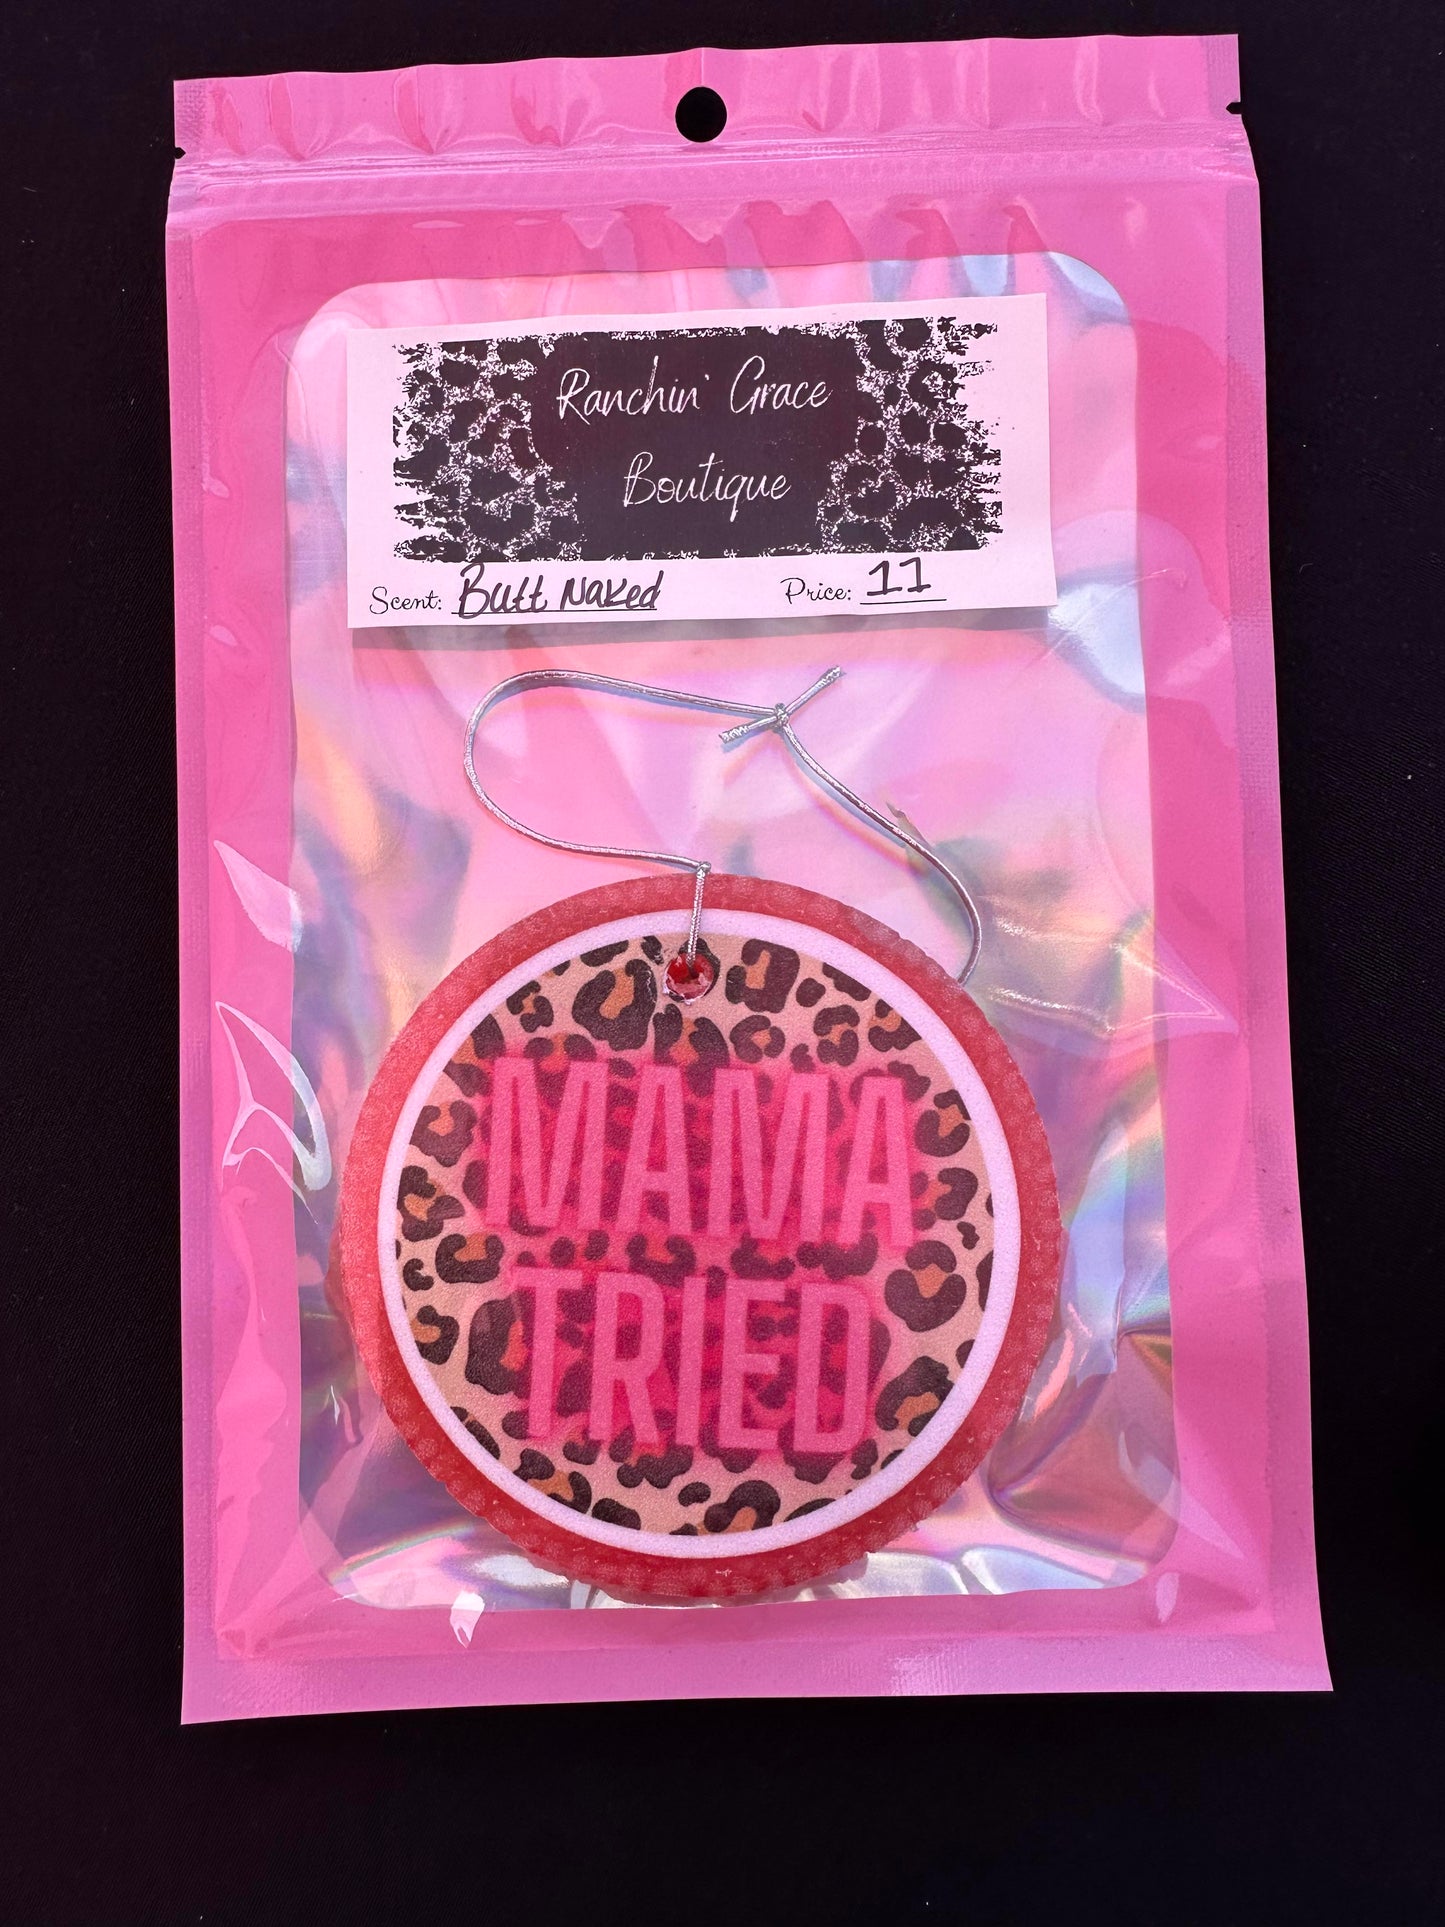 Ranchin' Grace
Boutique
Scent: Butt Naked Price: 11
MAMA
TRIED